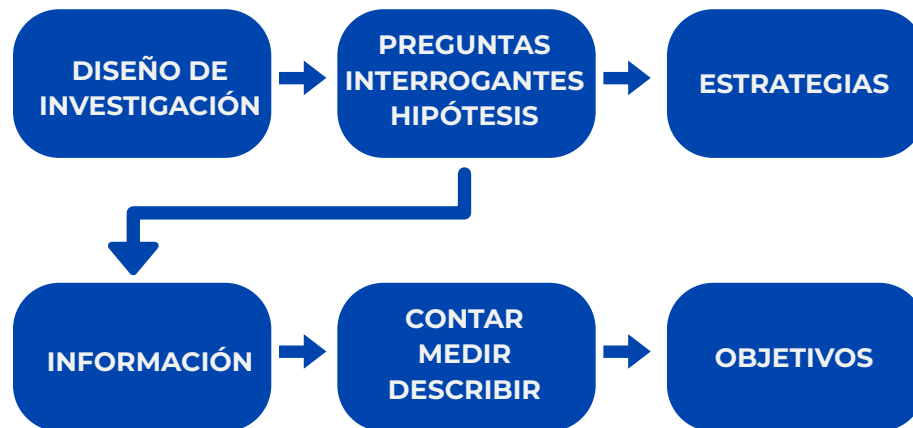 DISEÑO DE
INVESTIGACIÓN
PREGUNTAS
INTERROGANTES
HIPÓTESIS
ESTRATEGIAS
INFORMACIÓN
CONTAR
MEDIR
DESCRIBIR
OBJETIVOS